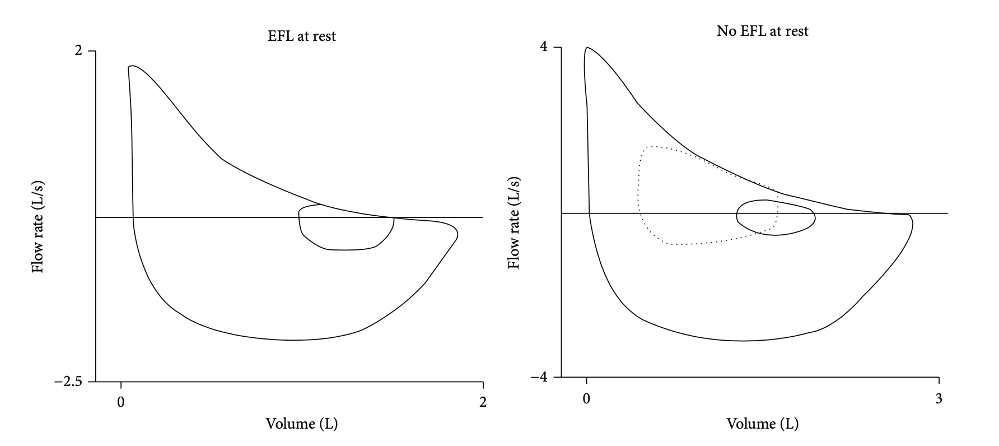 EFL at rest
2
Flow rate (L/s)
−2.5
0
2
Volume (L)
No EFL at rest
4
Flow rate (L/s)
−4
0
3
Volume (L)